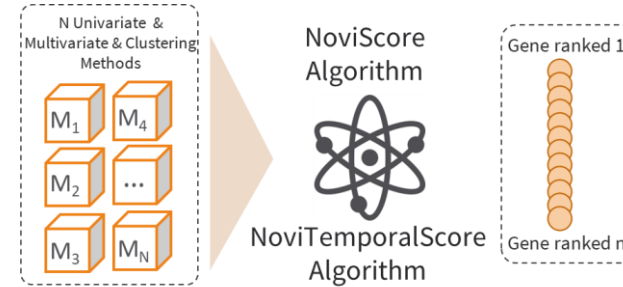 N Univariate &
Multivariate & Clustering
Methods
M1
M4
M2
...
M3
MN
NoviScore
Algorithm
NoviTemporalScore
Algorithm
Gene ranked 1
Gene ranked n